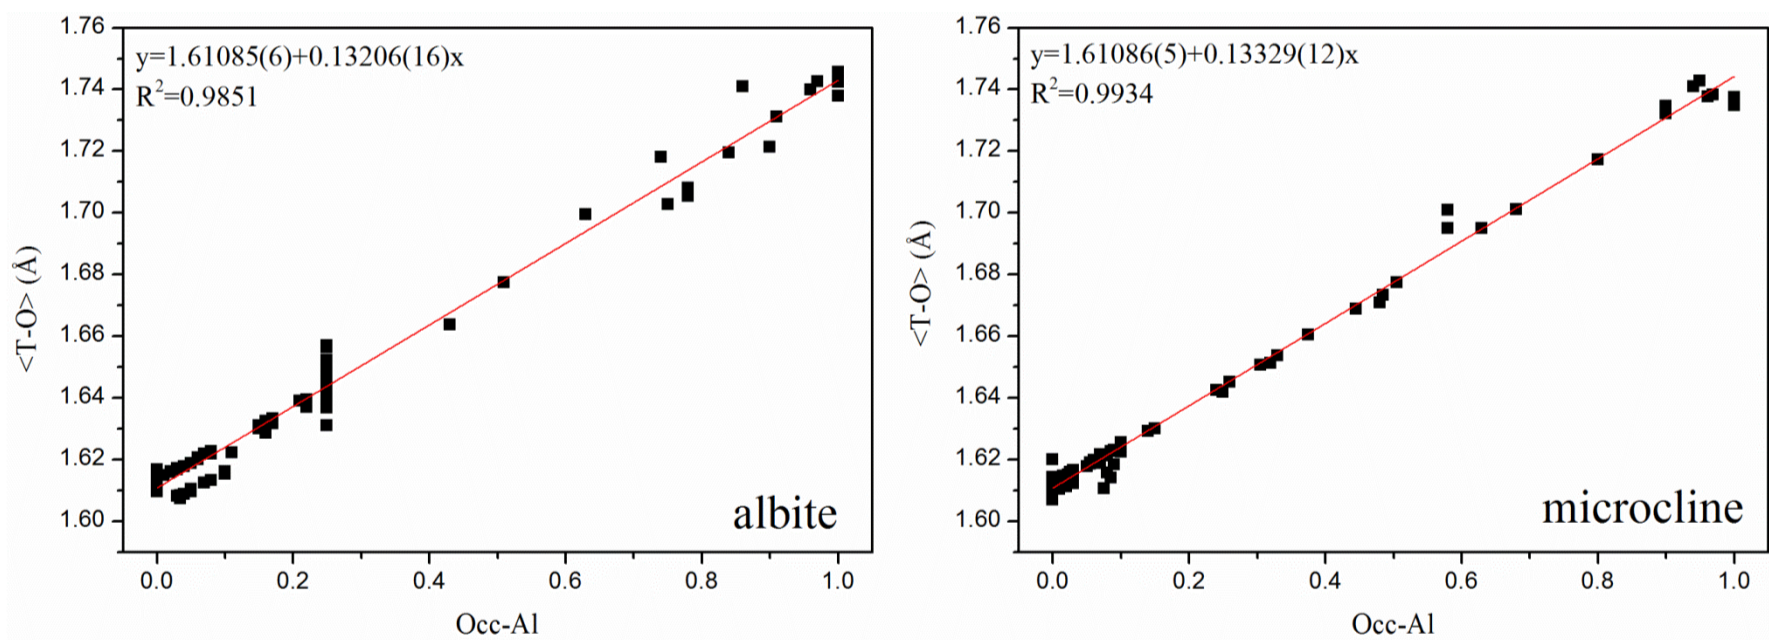 y=1.61085(6)+0.13206(16)x
R²=0.9851
1.76
1.74
1.72
1.70
1.68
1.66
1.64
1.62
1.60
<T-O> (Å)
albite
0.0 0.2 0.4 0.6 0.8 1.0
Occ-Al
y=1.61086(5)+0.13329(12)x
R²=0.9934
1.76
1.74
1.72
1.70
1.68
1.66
1.64
1.62
1.60
<T-O> (Å)
microcline
0.0 0.2 0.4 0.6 0.8 1.0
Occ-Al